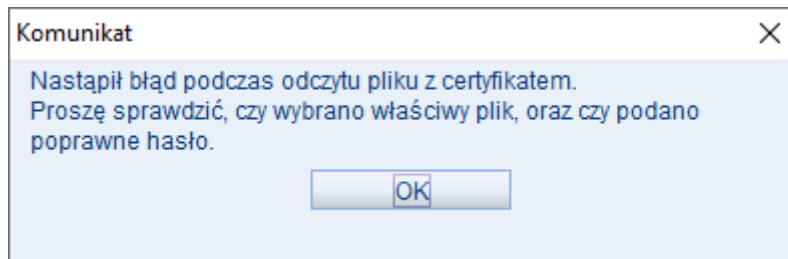 Komunikat
Nastąpił błąd podczas odczytu pliku z certyfikatem.
Proszę sprawdzić, czy wybrano właściwy plik, oraz czy podano
poprawne hasło.
OK